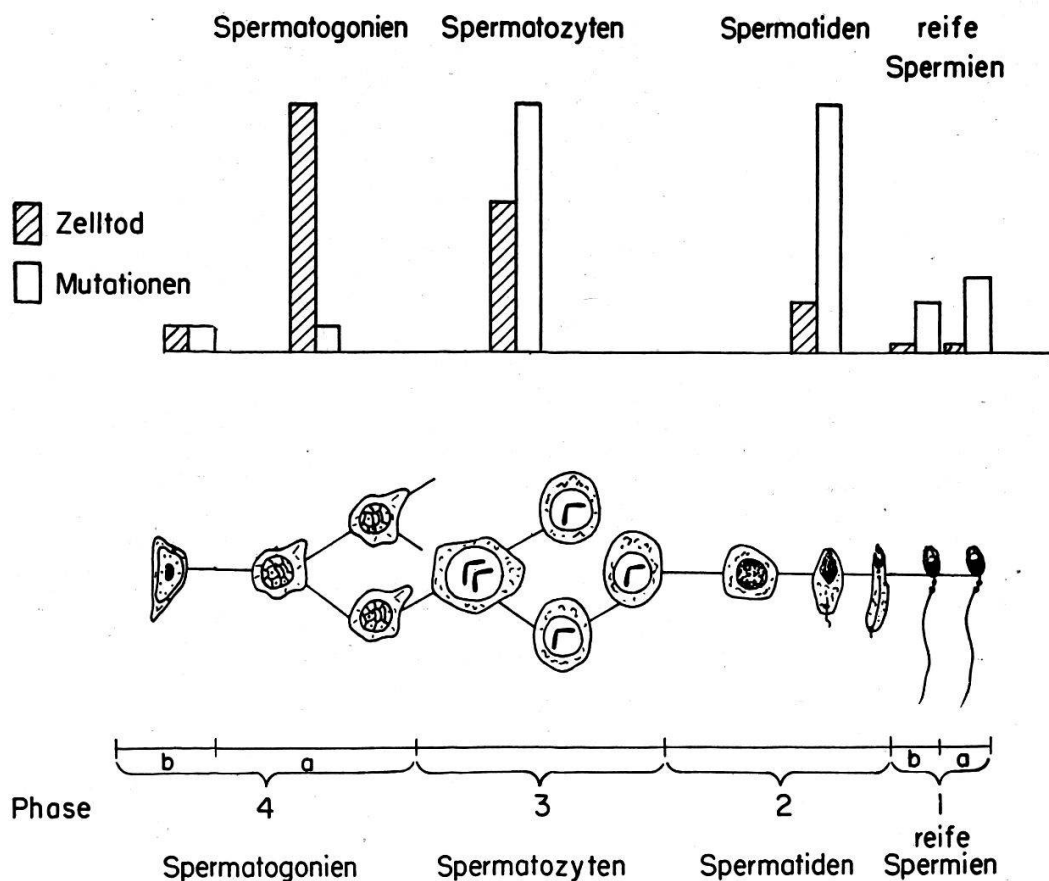 Spermatogonien Spermatozyten Spermatiden reife
Spermien
Zelltod
Mutationen
b a b a
Phase 4 3 2 1
Spermatogonien Spermatozyten Spermatiden reife
Spermien